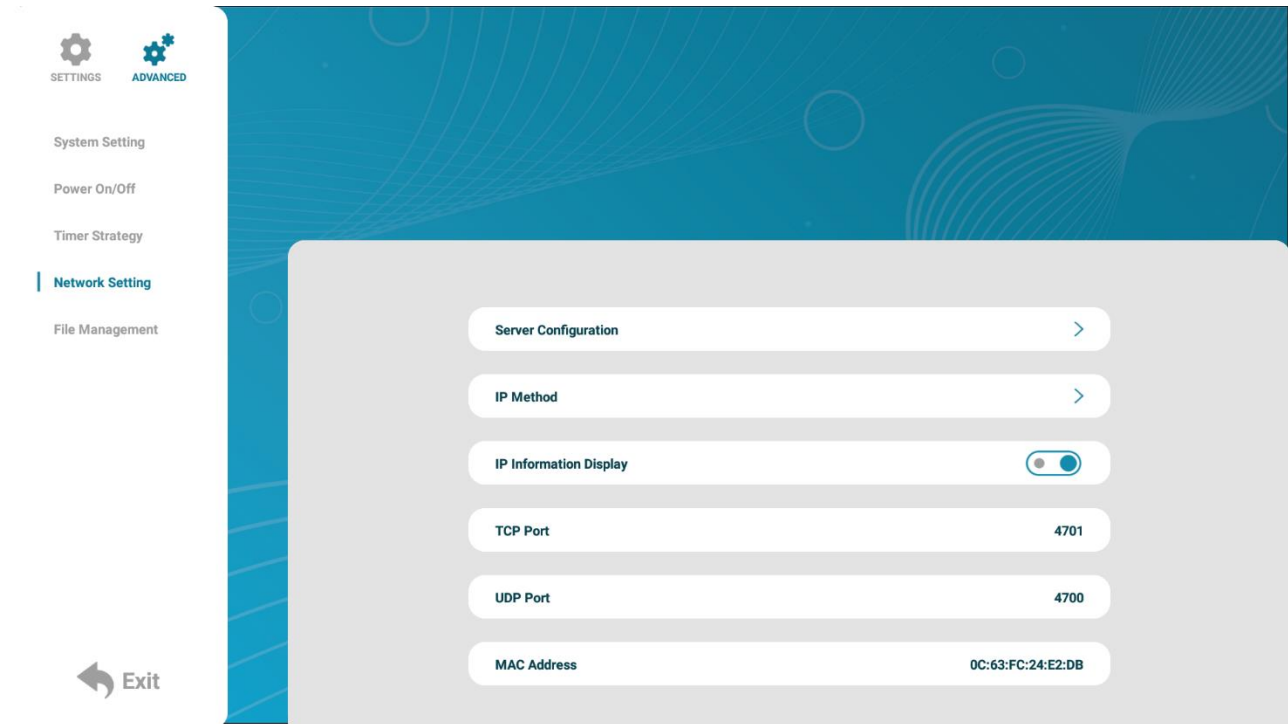 SETTINGS ADVANCED
System Setting
Power On/Off
Timer Strategy
Network Setting
File Management
Exit
Server Configuration
IP Method
IP Information Display
TCP Port 4701
UDP Port 4700
MAC Address 0C:63:FC:24:E2:DB